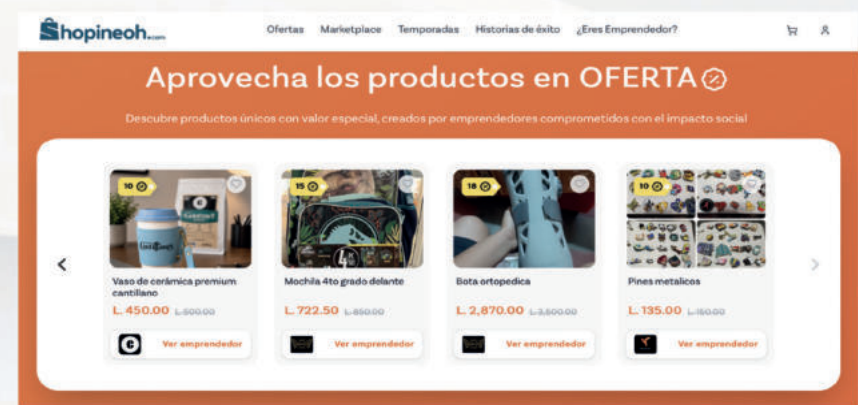 Shopineoh.com
Ofertas Marketplace Temporadas Historias de éxito ¿Eres Emprendedor?
Aprovecha los productos en OFERTA
Descubre productos únicos con valor especial, creados por emprendedores comprometidos con el impacto social
10
15
18
10
Vaso de cerámica premium
cantillano
L. 450.00 L. 500.00
Ver emprendedor
Mochila 4to grado delante
L. 722.50 L. 850.00
Ver emprendedor
Bota ortopedica
L. 2,870.00 L. 3,500.00
Ver emprendedor
Pines metalicos
L. 135.00 L. 150.00
Ver emprendedor